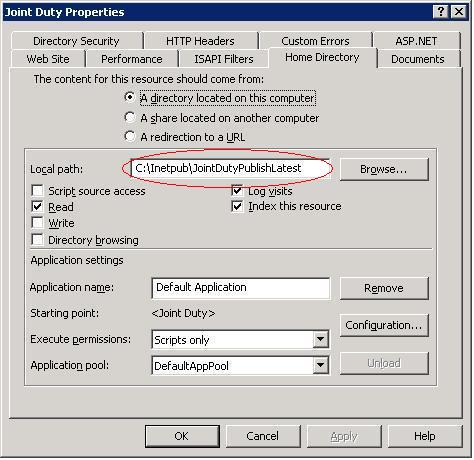 Joint Duty Properties
Directory Security HTTP Headers Custom Errors ASP.NET
Web Site Performance ISAPI Filters Home Directory Documents
The content for this resource should come from:
A directory located on this computer
A share located on another computer
A redirection to a URL
Local path: C:\Inetpub\JointDutyPublishLatest Browse...
Script source access Log visits
Read Index this resource
Write
Directory browsing
Application settings
Application name: Default Application Remove
Starting point: <Joint Duty>
Configuration...
Execute permissions: Scripts only
Application pool: DefaultAppPool Unload
OK Cancel Apply Help